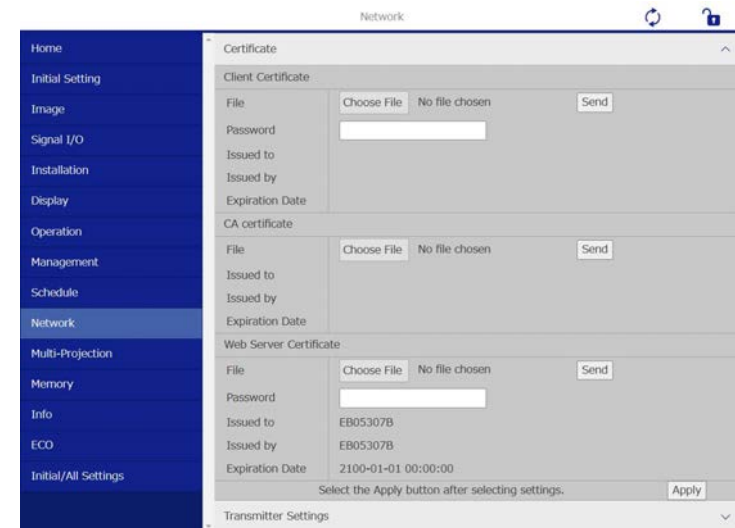 Network
Home
Initial Setting
Image
Signal I/O
Installation
Display
Operation
Management
Schedule
Network
Multi-Projection
Memory
Info
ECO
Initial/All Settings
Certificate
Client Certificate
File Choose File No file chosen Send
Password
Issued to
Issued by
Expiration Date
CA certificate
File Choose File No file chosen Send
Issued to
Issued by
Expiration Date
Web Server Certificate
File Choose File No file chosen Send
Password
Issued to EB05307B
Issued by EB05307B
Expiration Date 2100-01-01 00:00:00
Select the Apply button after selecting settings. Apply
Transmitter Settings